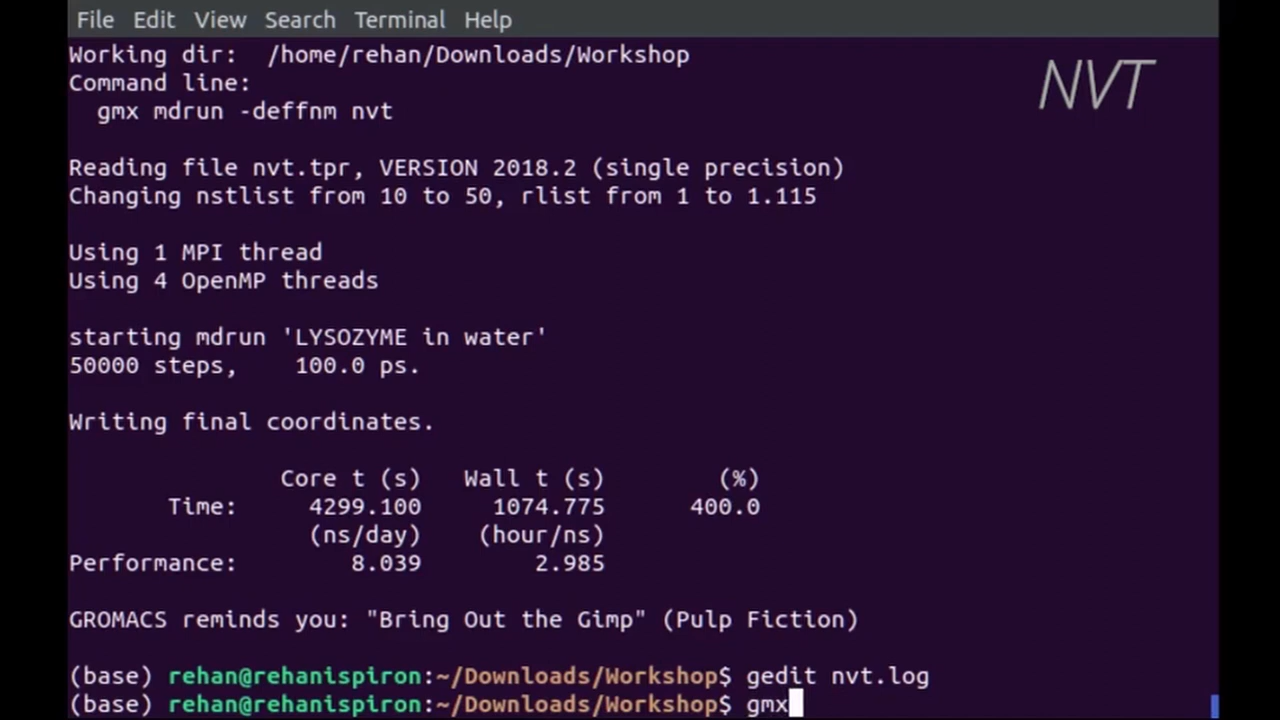 File Edit View Search Terminal Help
Working dir:  /home/rehan/Downloads/Workshop
NVT
Command line:
  gmx mdrun -deffnm nvt
Reading file nvt.tpr, VERSION 2018.2 (single precision)
Changing nstlist from 10 to 50, rlist from 1 to 1.115
Using 1 MPI thread
Using 4 OpenMP threads
starting mdrun 'LYSOZYME in water'
50000 steps,    100.0 ps.
Writing final coordinates.
               Core t (s)   Wall t (s)        (%)
       Time:     4299.100     1074.775      400.0
                 (ns/day)    (hour/ns)
Performance:        8.039        2.985
GROMACS reminds you: "Bring Out the Gimp" (Pulp Fiction)
(base) rehan@rehanispiron:~/Downloads/Workshop$ gedit nvt.log
(base) rehan@rehanispiron:~/Downloads/Workshop$ gmx